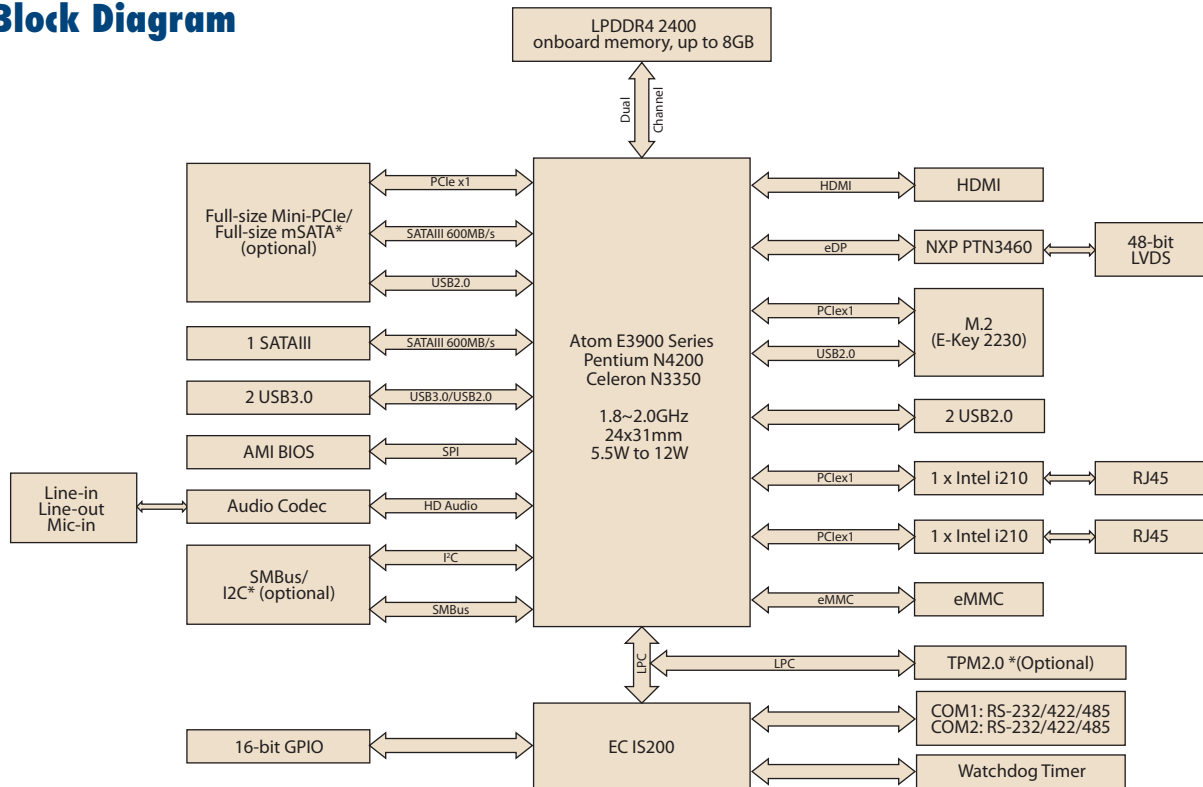 Block Diagram
LPDDR4 2400
onboard memory, up to 8GB
Dual
Channel
Full-size Mini-PCIe/
Full-size mSATA*
(optional)
PCIe x1
SATAIII 600MB/s
USB2.0
1 SATAIII
SATAIII 600MB/s
2 USB3.0
USB3.0/USB2.0
AMI BIOS
SPI
Line-in
Line-out
Mic-in
Audio Codec
HD Audio
SMBus/
I2C* (optional)
I²C
SMBus
Atom E3900 Series
Pentium N4200
Celeron N3350
1.8~2.0GHz
24x31mm
5.5W to 12W
HDMI
HDMI
eDP
NXP PTN3460
48-bit
LVDS
PCIex1
USB2.0
M.2
(E-Key 2230)
2 USB2.0
PCIex1
1 x Intel i210
RJ45
PCIex1
1 x Intel i210
RJ45
eMMC
eMMC
LPC
LPC
TPM2.0 *(Optional)
16-bit GPIO
EC IS200
COM1: RS-232/422/485
COM2: RS-232/422/485
Watchdog Timer